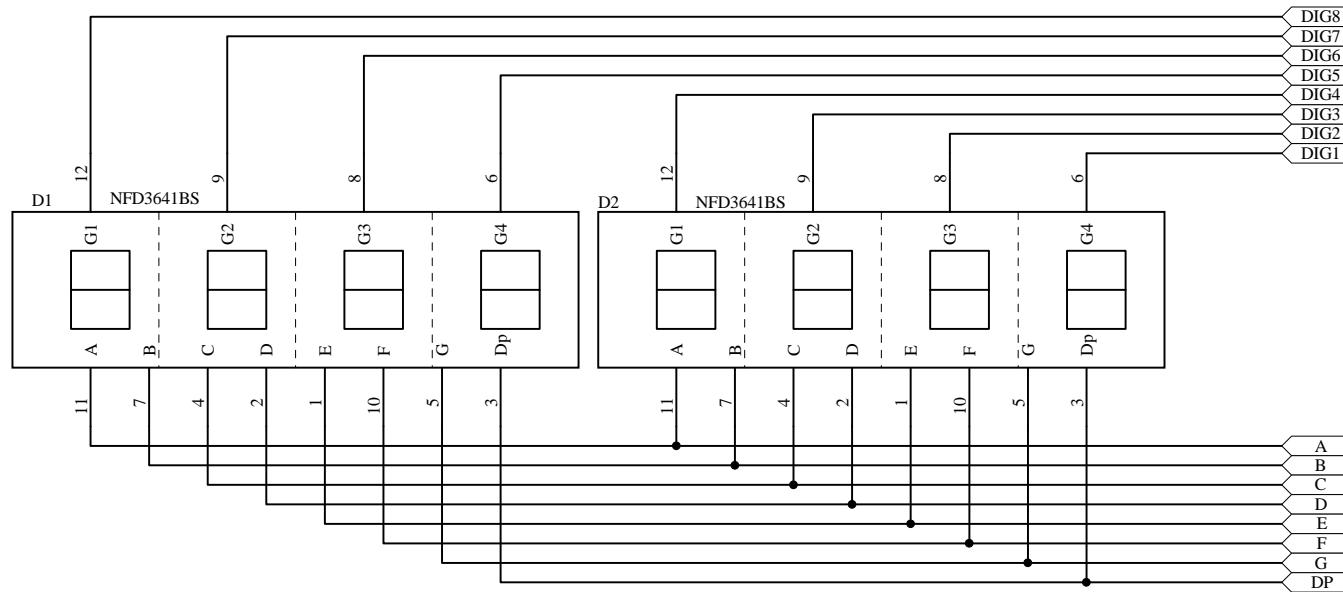 DIG8
DIG7
DIG6
DIG5
DIG4
DIG3
DIG2
DIG1
12 9 8 6 12 9 8 6
D1 NFD3641BS D2 NFD3641BS
G1 G2 G3 G4 G1 G2 G3 G4
A B C D E F G Dp A B C D E F G Dp
11 7 4 2 1 10 5 3 11 7 4 2 1 10 5 3
A
B
C
D
E
F
G
DP